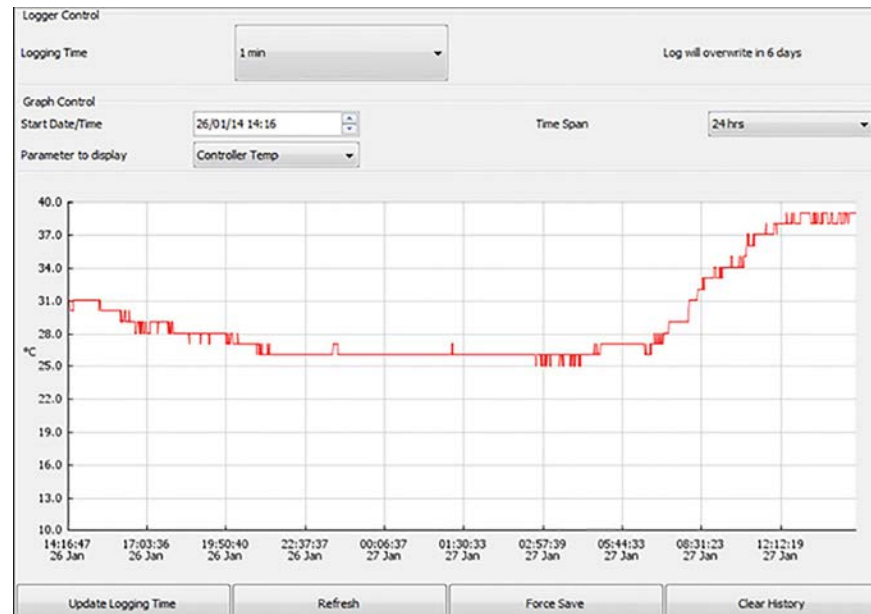 Logger Control
Logging Time
1 min
Log will overwrite in 6 days
Graph Control
Start Date/Time
26/01/14 14:16
Time Span
24 hrs
Parameter to display
Controller Temp
40.0
37.0
34.0
31.0
28.0
°C
25.0
22.0
19.0
16.0
13.0
10.0
14:16:47 17:03:36 19:50:40 22:37:37 00:06:37 01:30:33 02:57:39 05:44:33 08:31:23 12:12:19
26 Jan 26 Jan 26 Jan 26 Jan 27 Jan 27 Jan 27 Jan 27 Jan 27 Jan 27 Jan
Update Logging Time Refresh Force Save Clear History